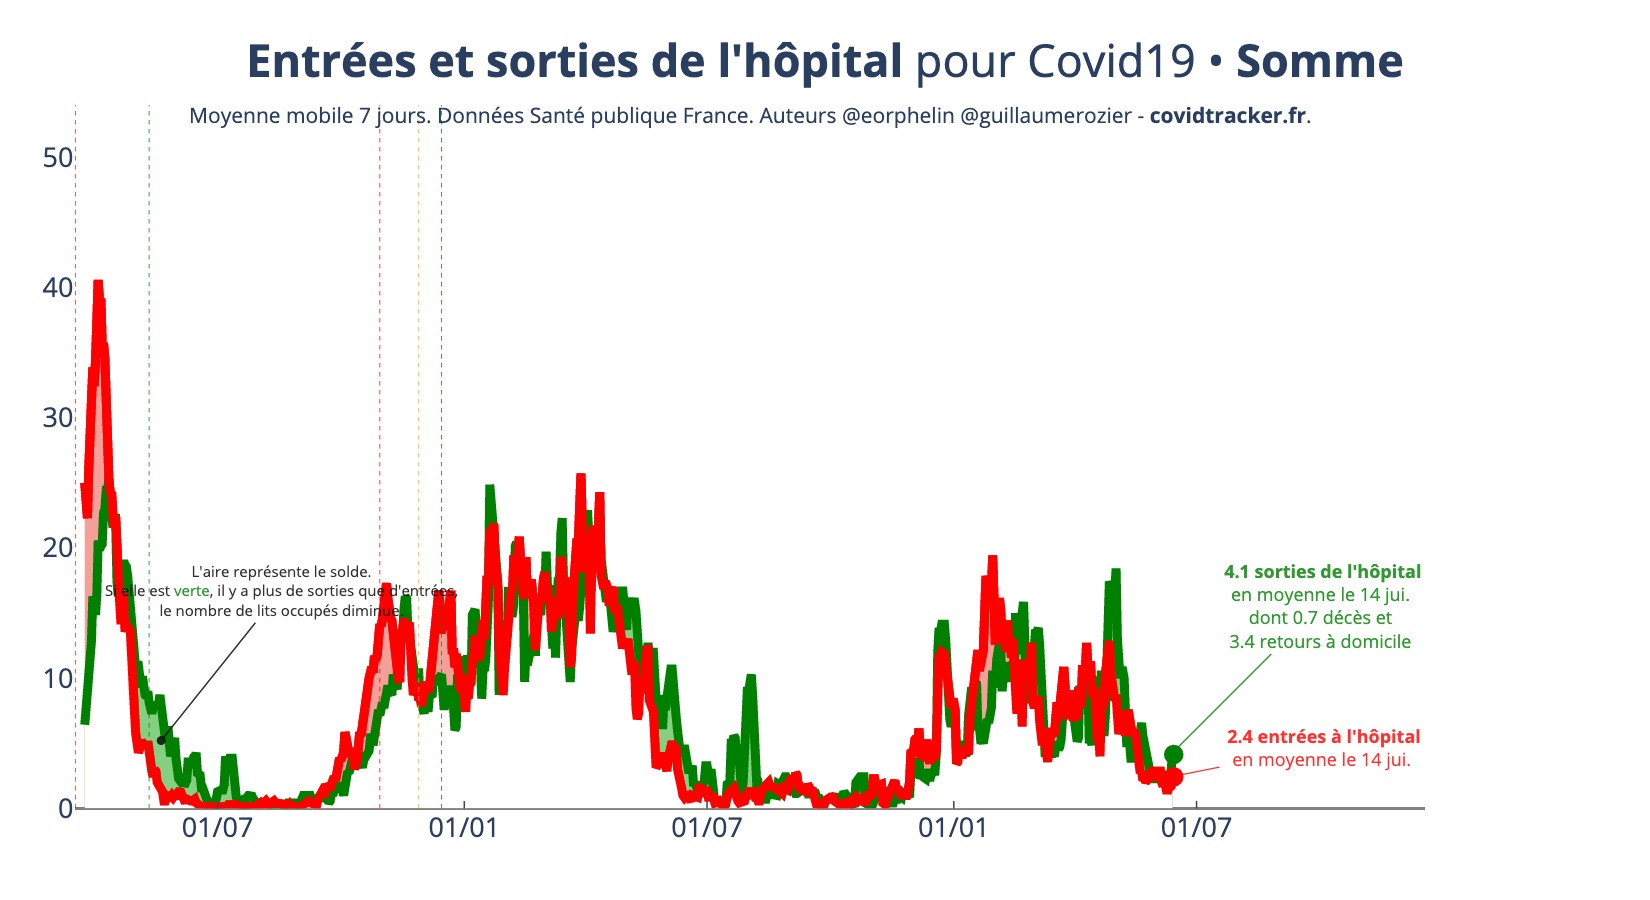 Entrées et sorties de l'hôpital pour Covid19 • Somme
Moyenne mobile 7 jours. Données Santé publique France. Auteurs @eorphelin @guillaumerozier - covidtracker.fr.
50
40
30
20
10
0
L'aire représente le solde.
Si elle est verte, il y a plus de sorties que d'entrées,
le nombre de lits occupés diminue.
4.1 sorties de l'hôpital
en moyenne le 14 jui.
dont 0.7 décès et
3.4 retours à domicile
2.4 entrées à l'hôpital
en moyenne le 14 jui.
01/07 01/01 01/07 01/01 01/07